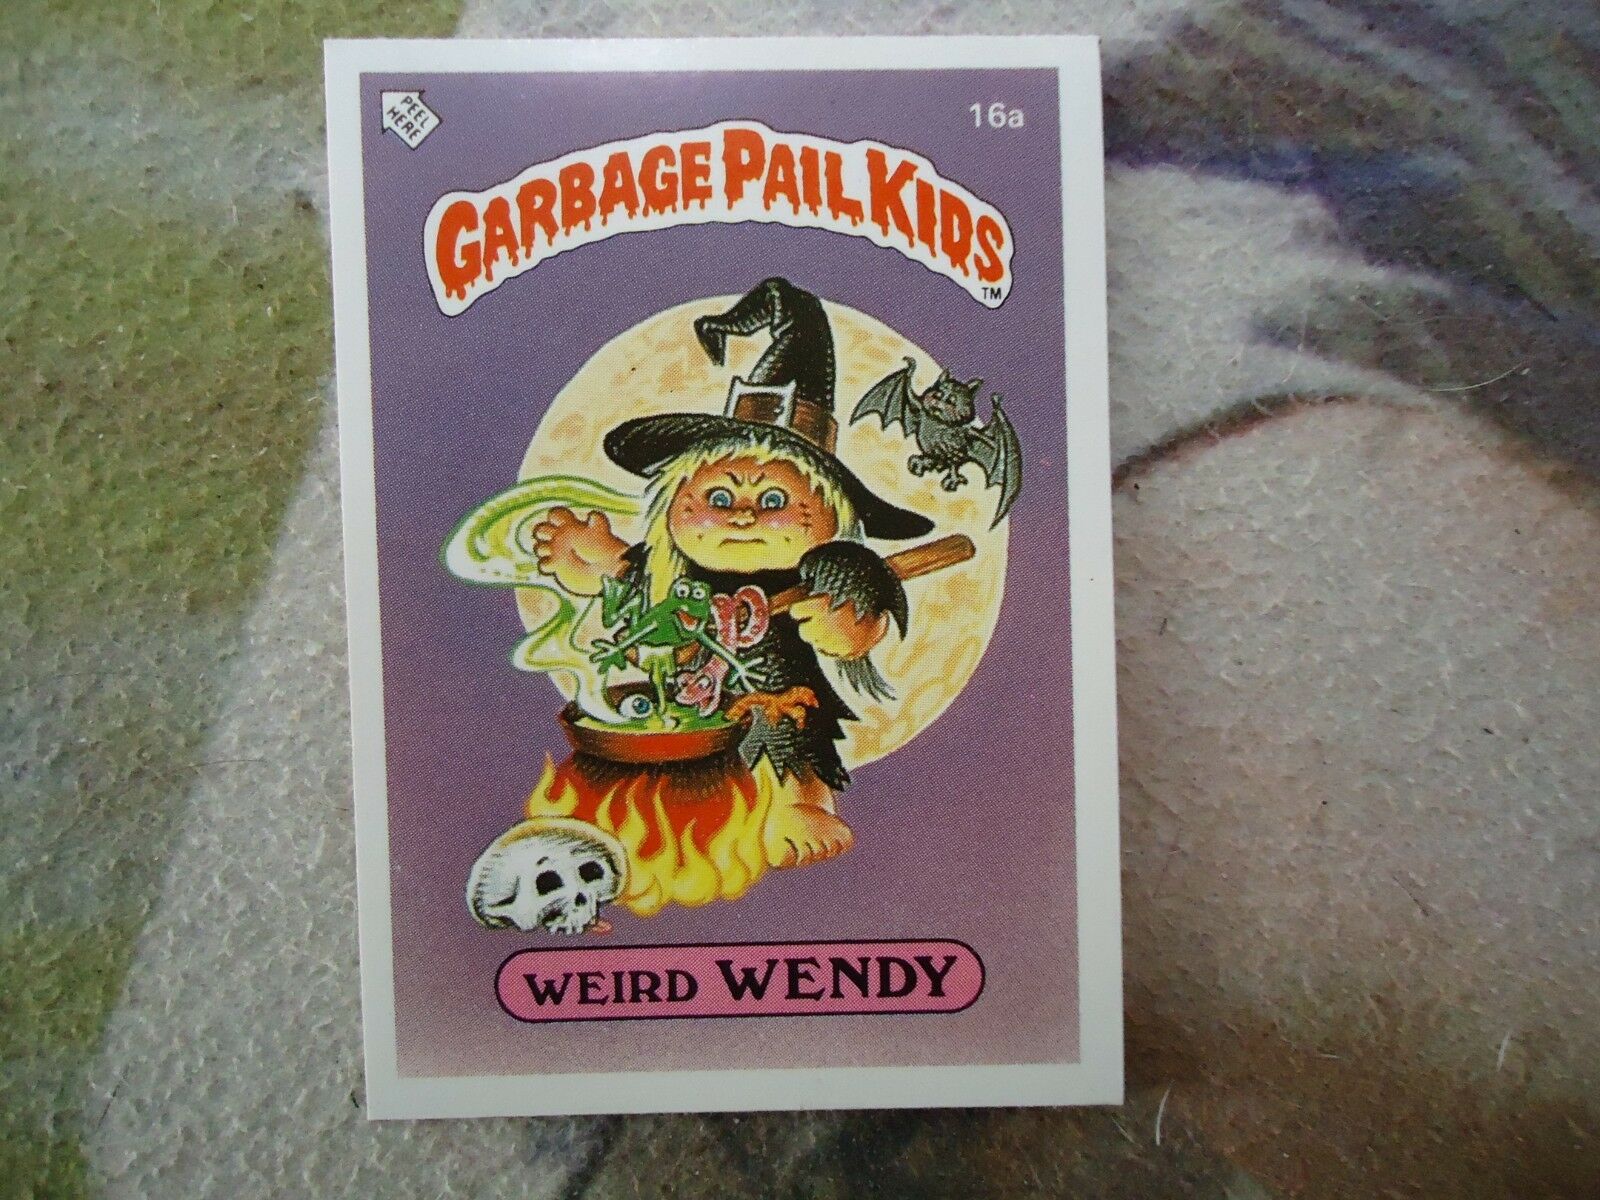 PEEL
HERE
16a
GARBAGE PAIL KIDS
TM
WEIRD WENDY